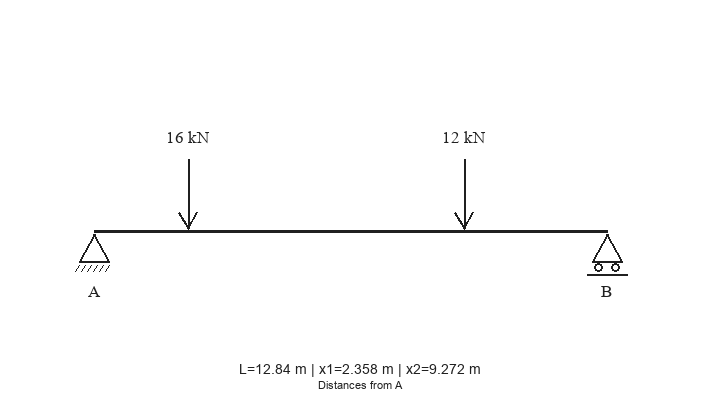 16 kN 12 kN
A B
L=12.84 m | x1=2.358 m | x2=9.272 m
Distances from A